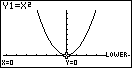 Y1=X²
LOWER
X=0 Y=0